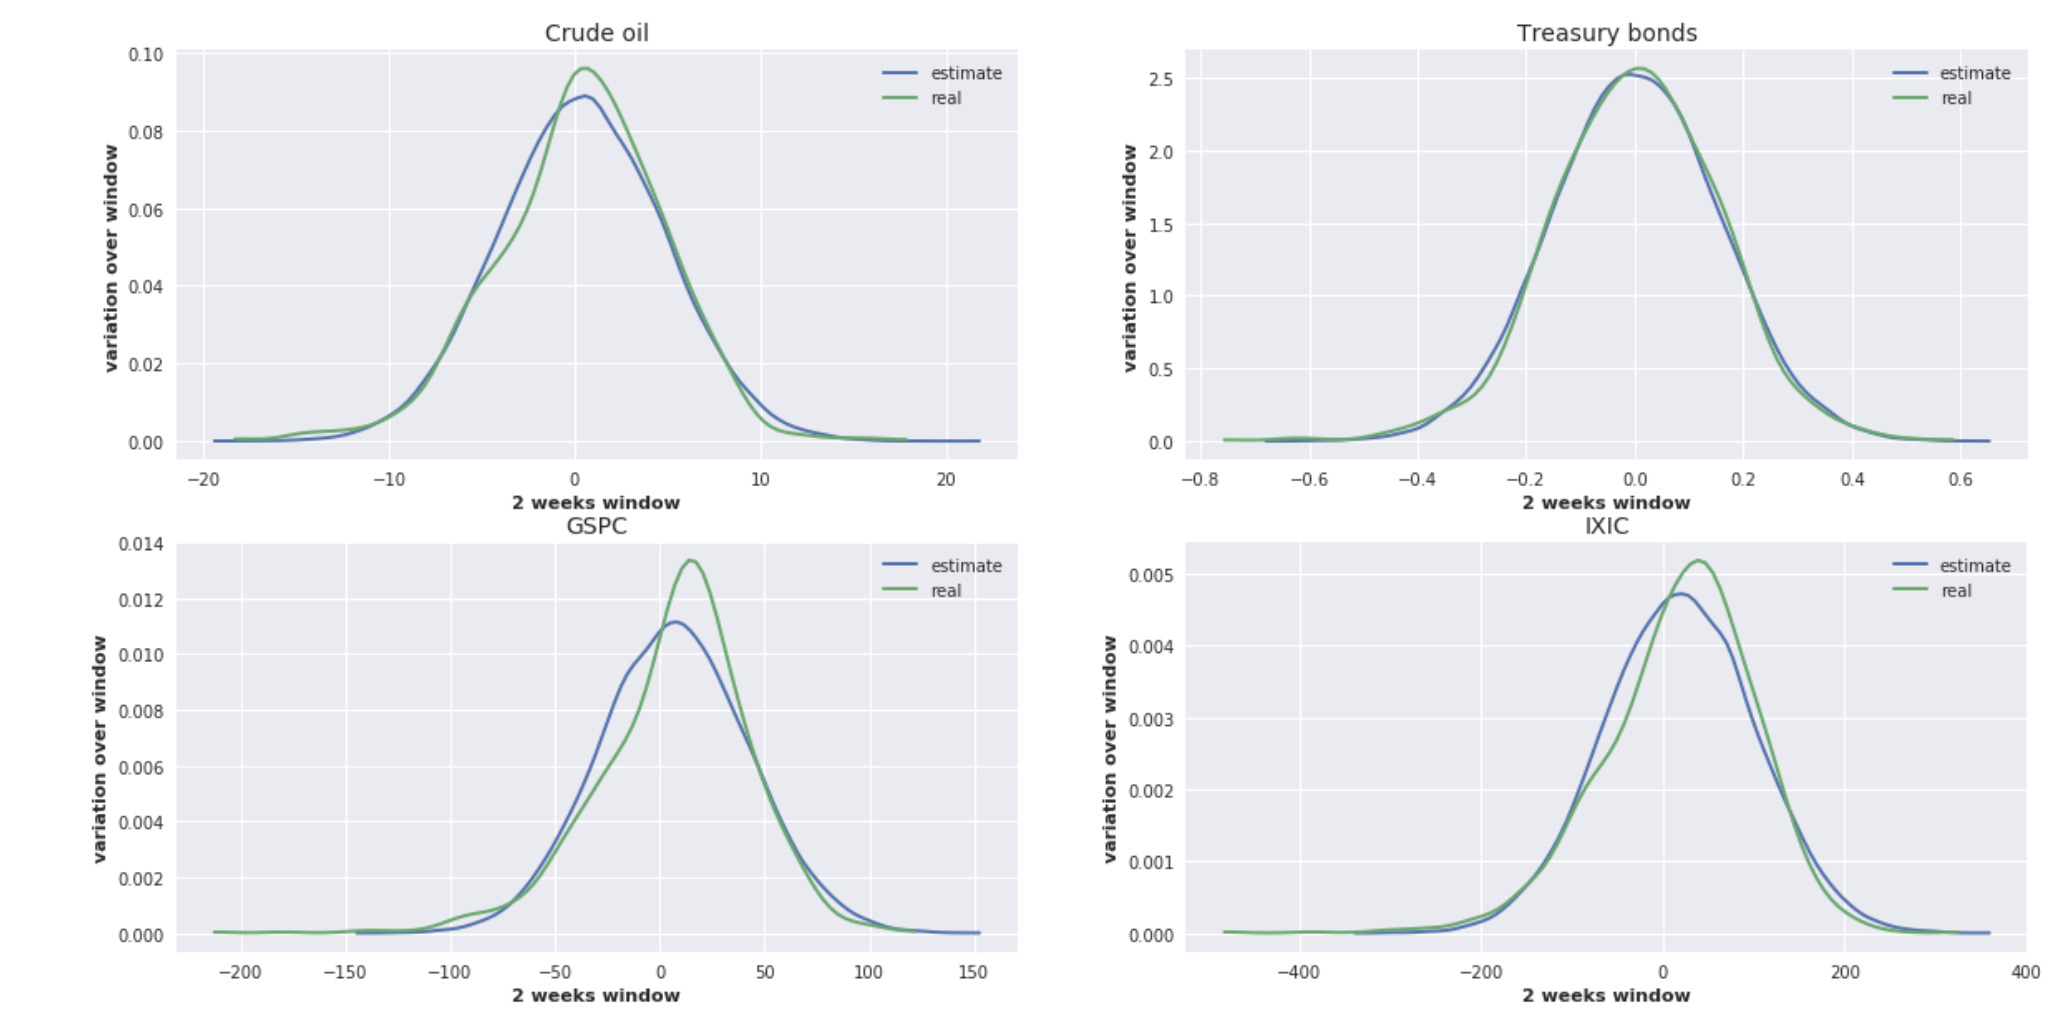 Crude oil
0.10
0.08
0.06
0.04
0.02
0.00
variation over window
estimate
real
−20 −10 0 10 20
2 weeks window
Treasury bonds
2.5
2.0
1.5
1.0
0.5
0.0
variation over window
estimate
real
−0.8 −0.6 −0.4 −0.2 0.0 0.2 0.4 0.6
2 weeks window
GSPC
0.014
0.012
0.010
0.008
0.006
0.004
0.002
0.000
variation over window
estimate
real
−200 −150 −100 −50 0 50 100 150
2 weeks window
IXIC
0.005
0.004
0.003
0.002
0.001
0.000
variation over window
estimate
real
−400 −200 0 200 400
2 weeks window